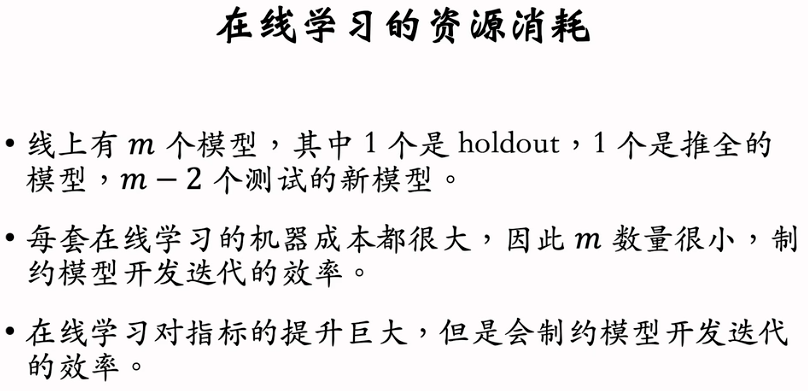 在线学习的资源消耗
• 线上有 m 个模型，其中 1 个是 holdout，1 个是推全的
模型，m − 2 个测试的新模型。
• 每套在线学习的机器成本都很大，因此 m 数量很小，制
约模型开发迭代的效率。
• 在线学习对指标的提升巨大，但是会制约模型开发迭代
的效率。